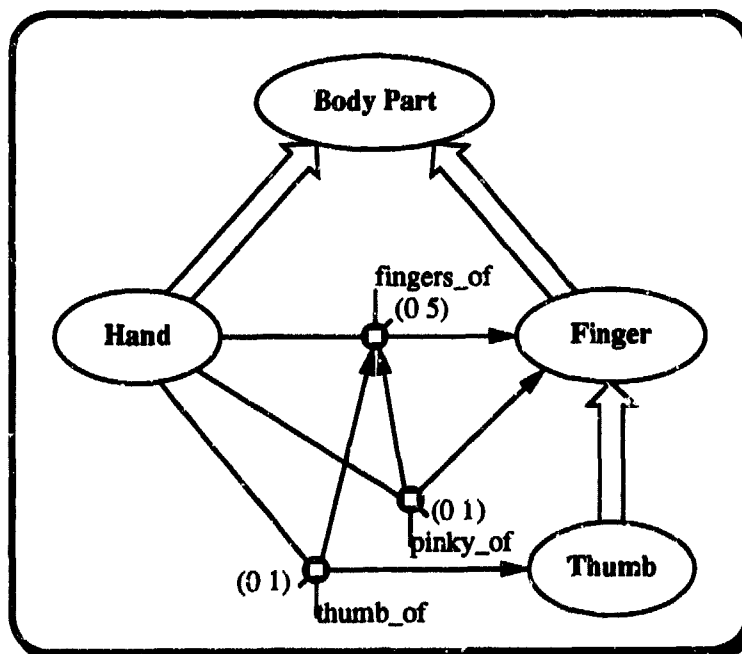 Body Part
fingers_of
(0 5)
Hand
Finger
(0 1)
pinky_of
(0 1)
Thumb
thumb_of